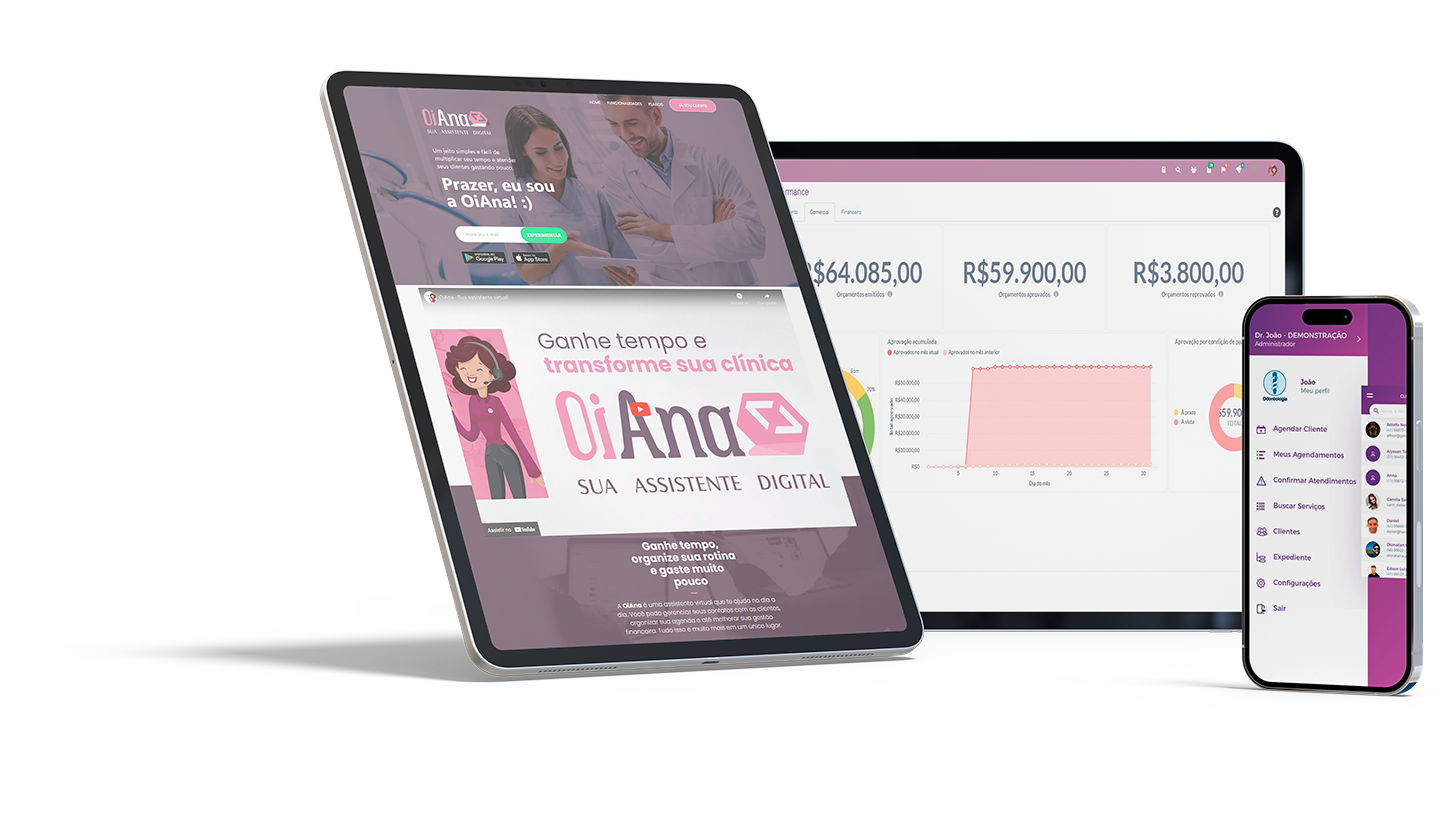 HOME FUNCIONALIDADES PLANOS JÁ SOU CLIENTE
OiAna
SUA ASSISTENTE DIGITAL
Um jeito simples e fácil de
multiplicar seu tempo e atender
seus clientes gastando pouco.
Prazer, eu sou
a OiAna! :)
Insira seu e-mail EXPERIMENTAR
Google Play
App Store
OiAna - Sua assistente virtual
Ganhe tempo e
transforme sua clínica
OiAna
SUA ASSISTENTE DIGITAL
Assistir no YouTube
Ganhe tempo,
organize sua rotina
e gaste muito
pouco
A OiAna é uma assistente virtual que te ajuda no dia a
dia. Você pode gerenciar seus contatos com os clientes,
organizar sua agenda e até melhorar sua gestão
financeira. Tudo isso e muito mais em um único lugar.
rmance
Comercial Financeiro
R$64.085,00
Orçamentos emitidos
R$59.900,00
Orçamentos aprovados
R$3.800,00
Orçamentos reprovados
Bom
70%
Aprovação acumulada
Aprovados no mês atual Aprovados no mês anterior
Total aprovado
R$50.000,00
R$40.000,00
R$30.000,00
R$20.000,00
R$10.000,00
R$0
5 10 15 20 25 30
Dia do mês
Aprovação por condição de pa
À prazo
À vista
$59.90
TOTAL
Dr. João - DEMONSTRAÇÃO
Administrador
Odontologia
João
Meu perfil
Agendar Cliente
Meus Agendamentos
Confirmar Atendimentos
Buscar Serviços
Clientes
Expediente
Configurações
Sair
Adolfo No
Alysson To
Anna
Camila Sa
Daniel
Dionatan
Edson Lui